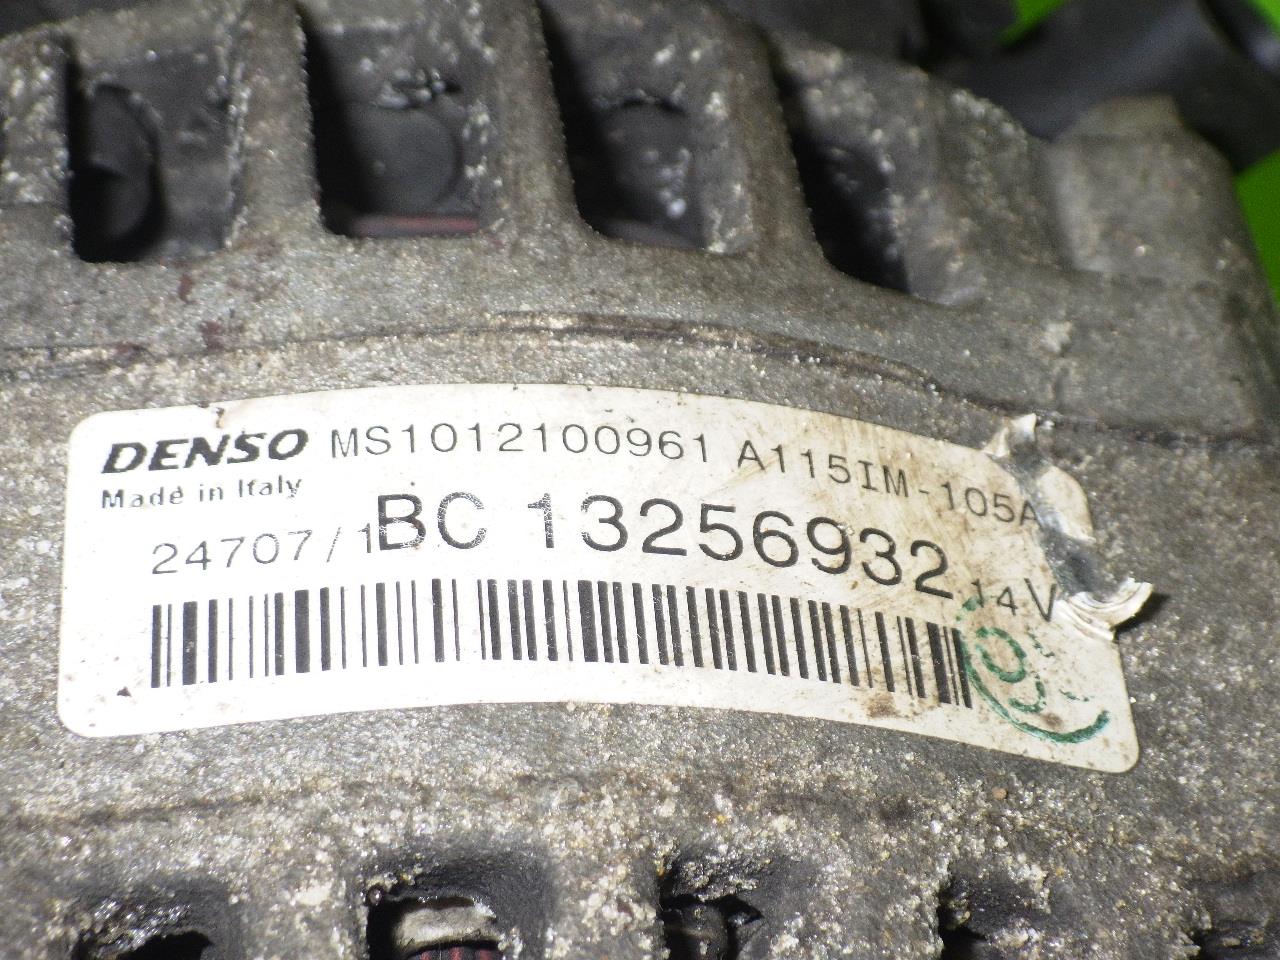 DENSO MS1012100961 A115IM-105A
Made in Italy
24707/1 BC 13256932 14V